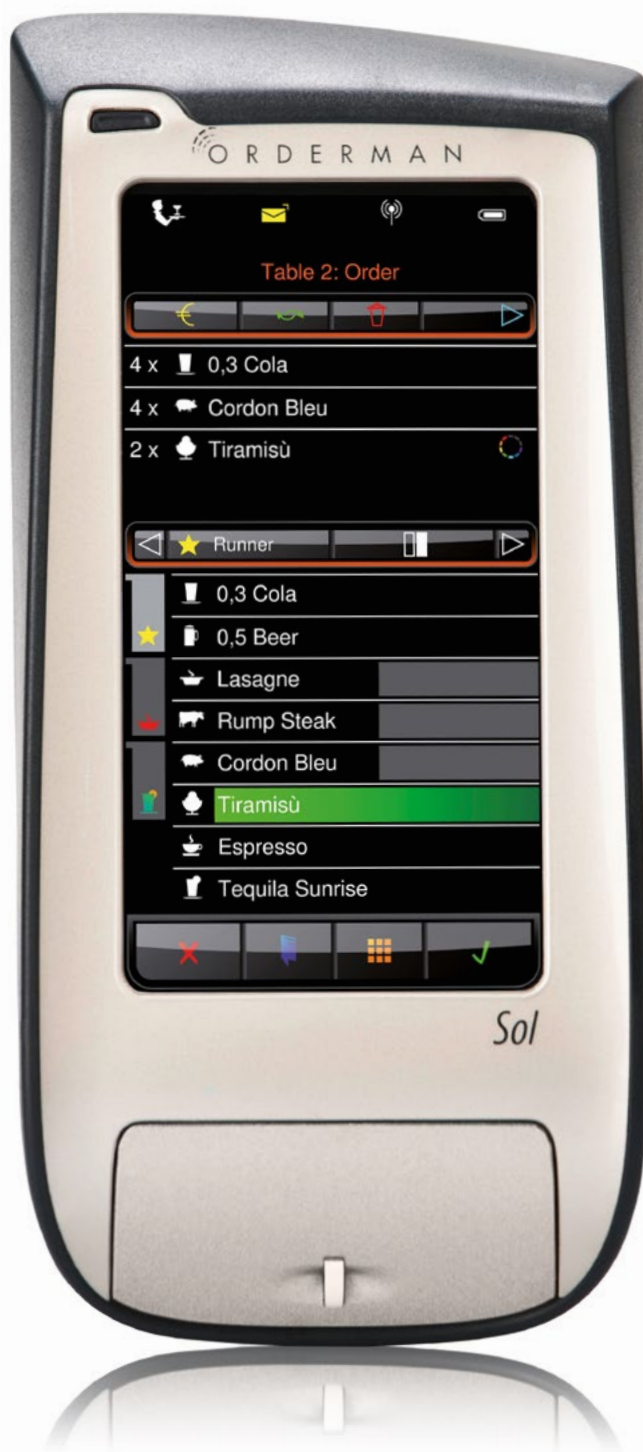 ORDERMAN
Table 2: Order
4 x 0,3 Cola
4 x Cordon Bleu
2 x Tiramisù
Runner
0,3 Cola
0,5 Beer
Lasagne
Rump Steak
Cordon Bleu
Tiramisù
Espresso
Tequila Sunrise
Sol